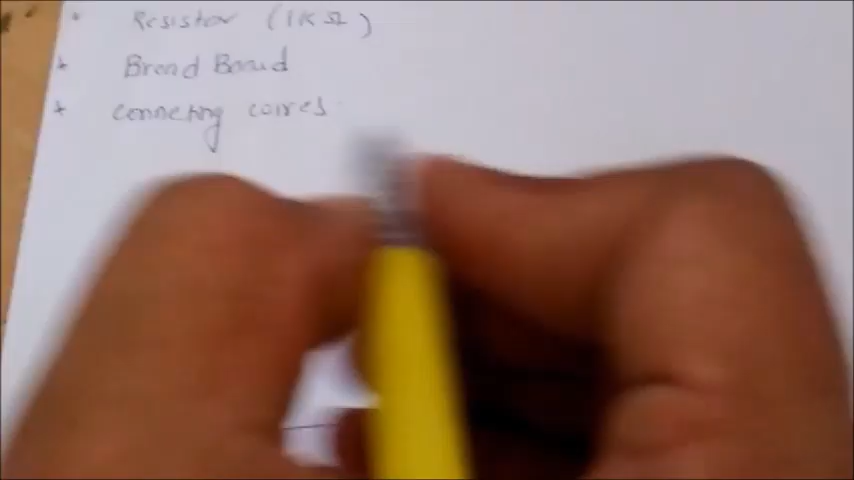 * Resistor (1KΩ)
* Bread Board
* connecting wires